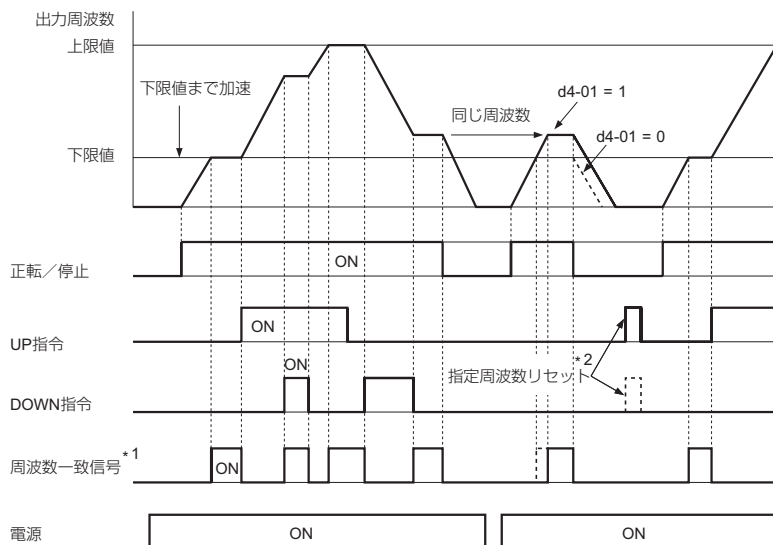 出力周波数
上限値
下限値まで加速
下限値
同じ周波数
d4-01 = 1
d4-01 = 0
正転／停止
ON
UP指令
ON
ON
DOWN指令
指定周波数リセット*2
周波数一致信号*1
ON
電源
ON
ON